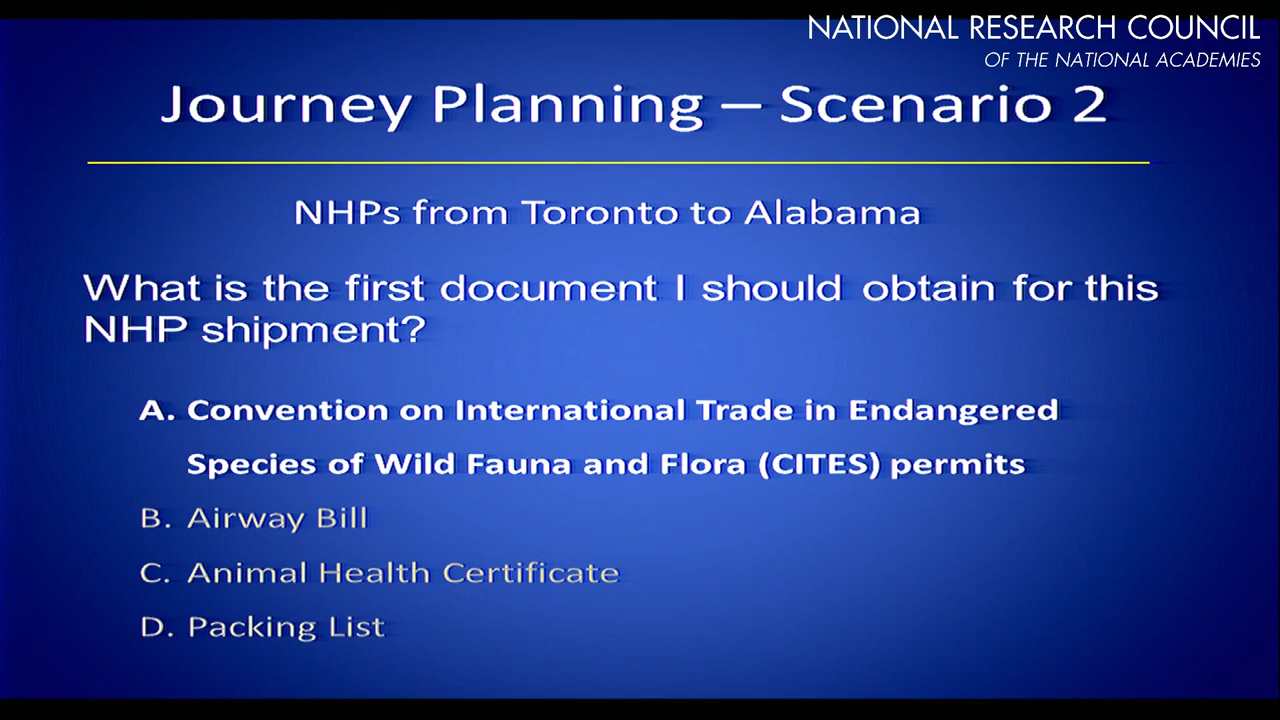 NATIONAL RESEARCH COUNCIL
OF THE NATIONAL ACADEMIES
Journey Planning – Scenario 2
NHPs from Toronto to Alabama
What is the first document I should obtain for this
NHP shipment?
A. Convention on International Trade in Endangered
Species of Wild Fauna and Flora (CITES) permits
B. Airway Bill
C. Animal Health Certificate
D. Packing List